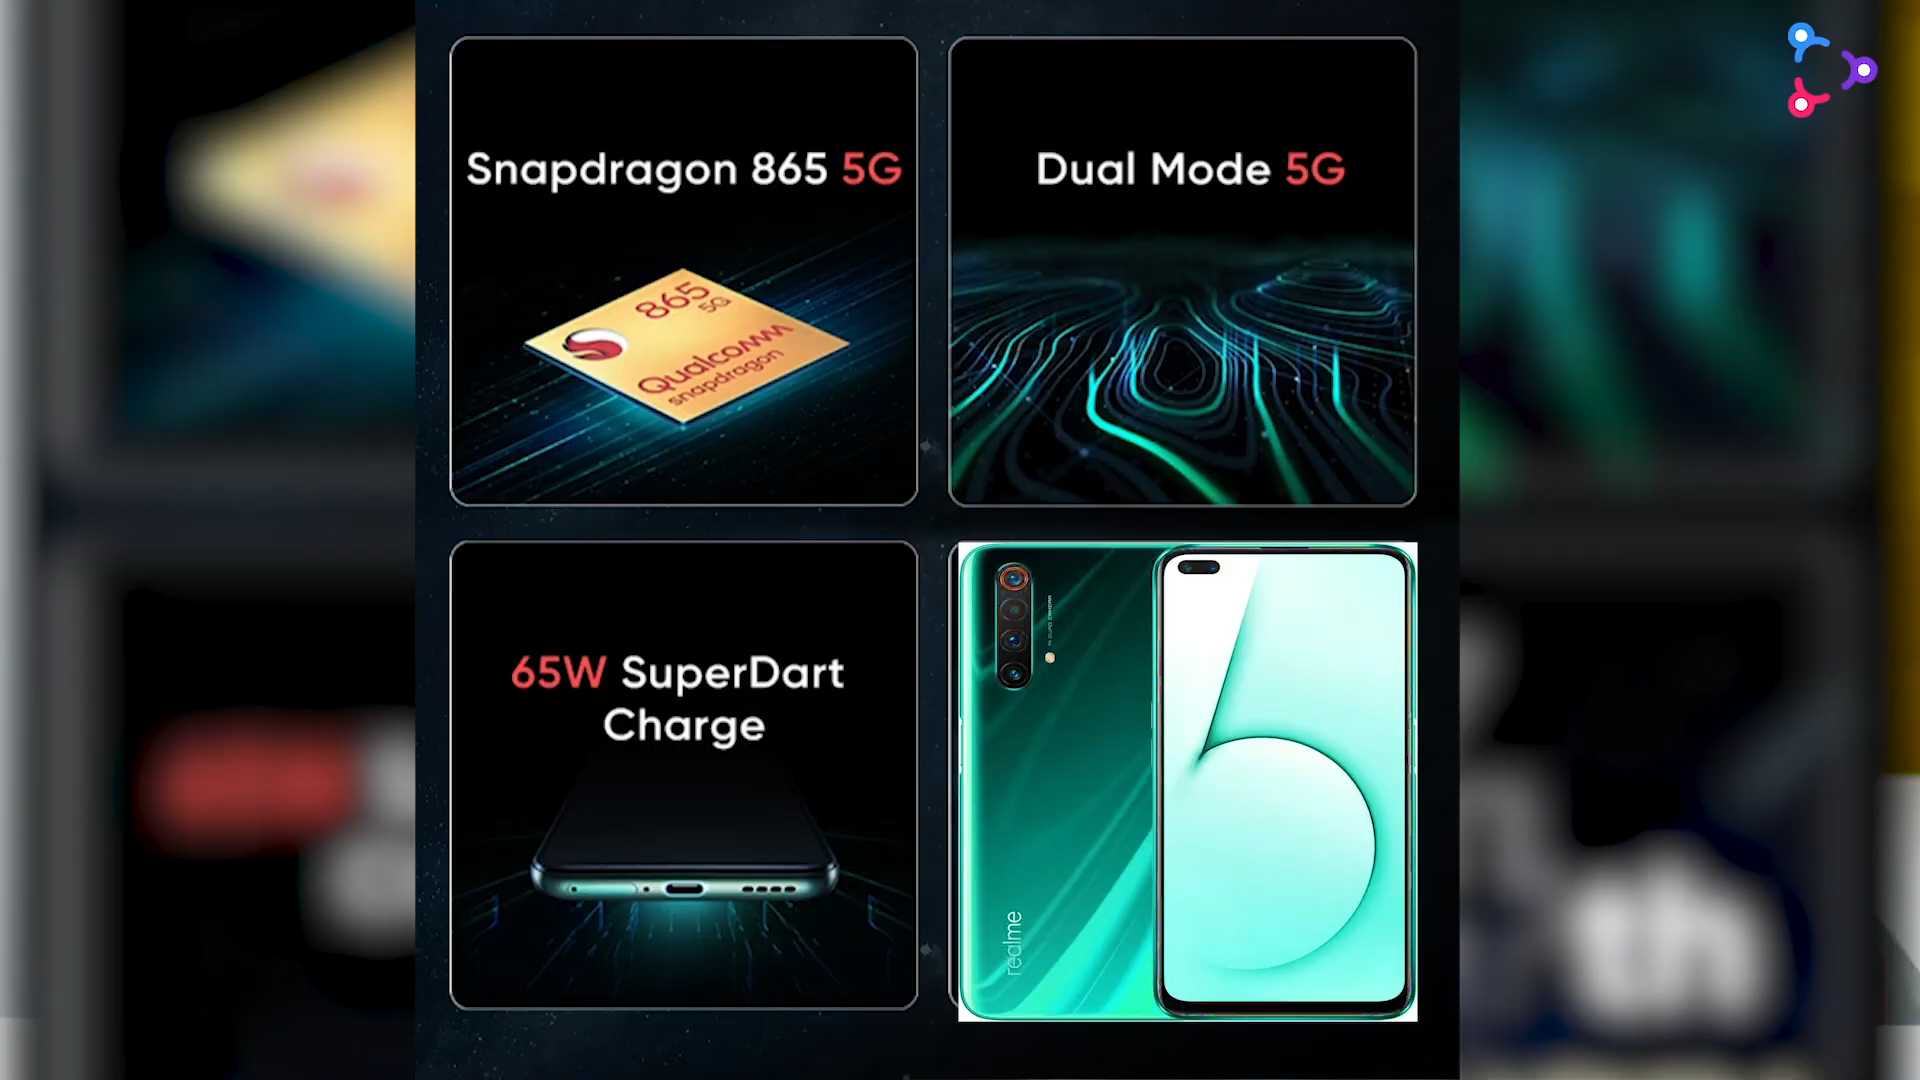 Snapdragon 865 5G
865
5G
Qualcomm
snapdragon
Dual Mode 5G
65W SuperDart
Charge
realme